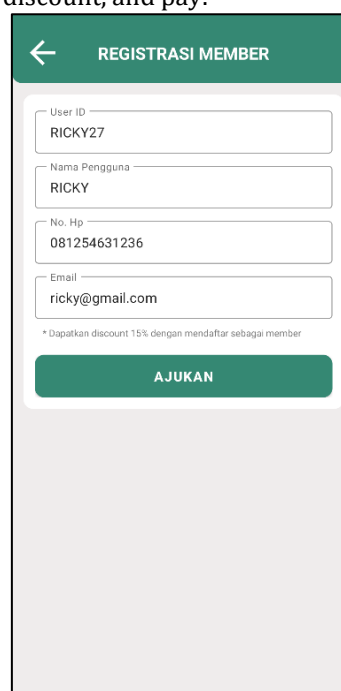 discount, and pay.
REGISTRASI MEMBER
User ID
RICKY27
Nama Pengguna
RICKY
No. Hp
081254631236
Email
ricky@gmail.com
* Dapatkan discount 15% dengan mendaftar sebagai member
AJUKAN